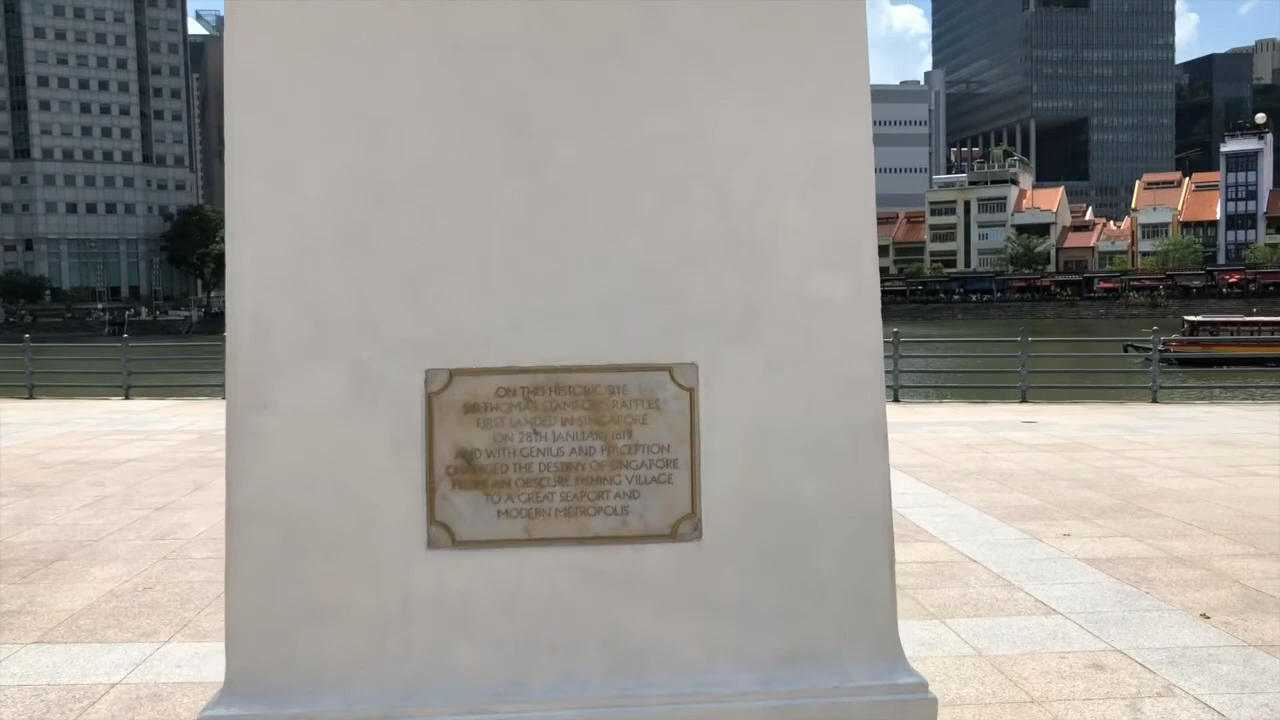 ON THIS HISTORIC SITE
SIR THOMAS STAMFORD RAFFLES
FIRST LANDED IN SINGAPORE
ON 28TH JANUARY 1819
AND WITH GENIUS AND PERCEPTION
CHANGED THE DESTINY OF SINGAPORE
FROM AN OBSCURE FISHING VILLAGE
TO A GREAT SEAPORT AND
MODERN METROPOLIS